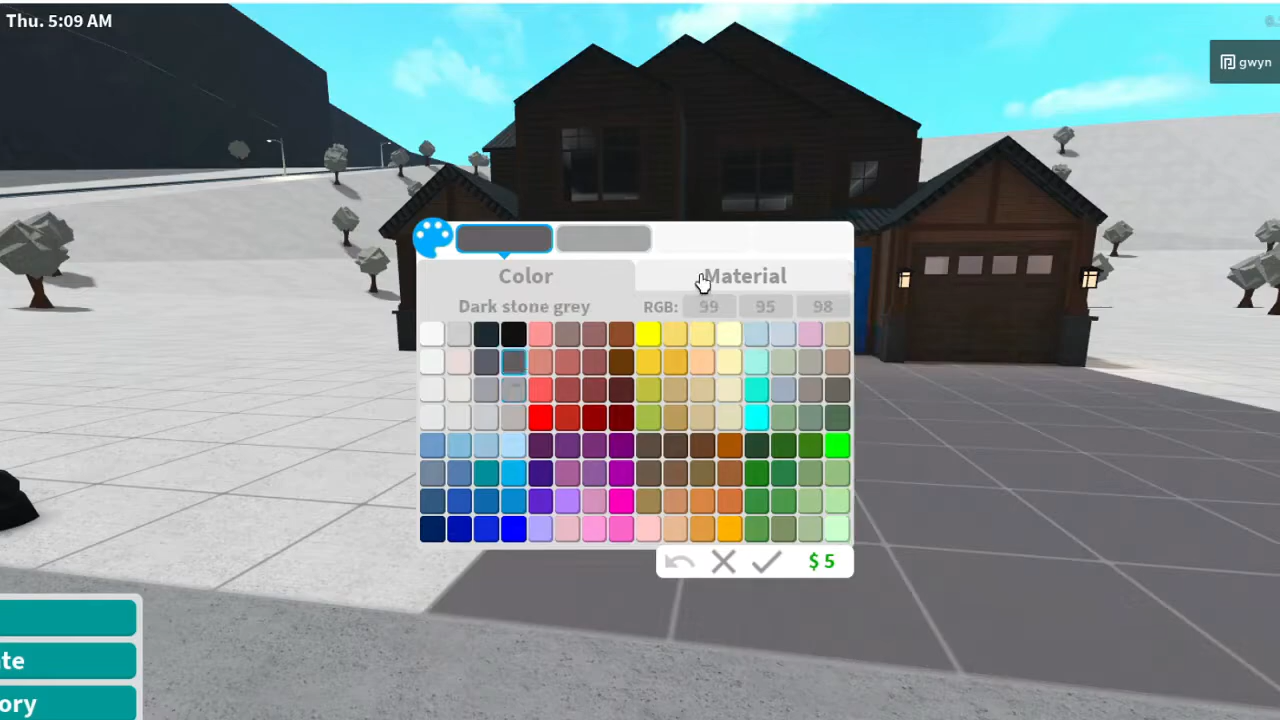 Thu. 5:09 AM
gwyn
Color
Material
Dark stone grey
RGB: 99 95 98
$ 5
te
ory